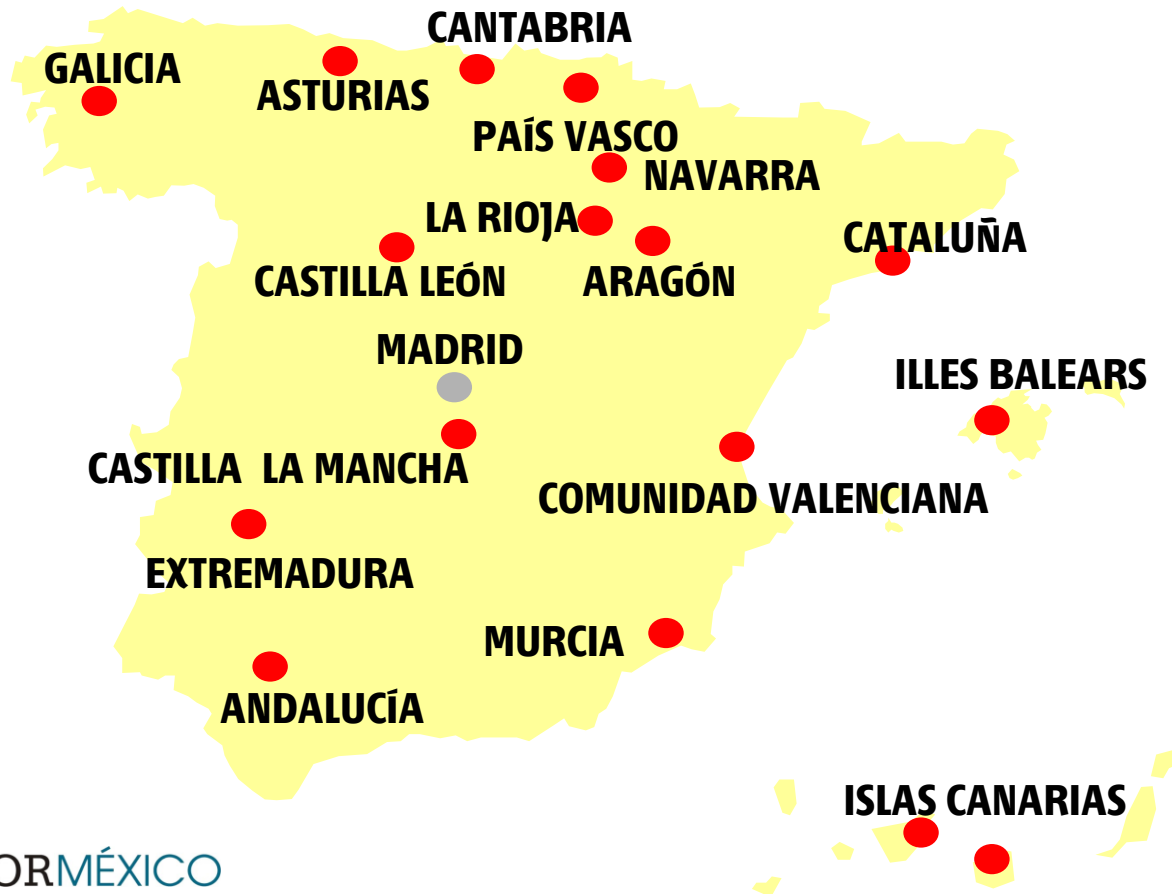 CANTABRIA
GALICIA
ASTURIAS
PAÍS VASCO
NAVARRA
LA RIOJA
CATALUÑA
CASTILLA LEÓN
ARAGÓN
MADRID
ILLES BALEARS
CASTILLA LA MANCHA
COMUNIDAD VALENCIANA
EXTREMADURA
MURCIA
ANDALUCÍA
ISLAS CANARIAS
ORMÉXICO